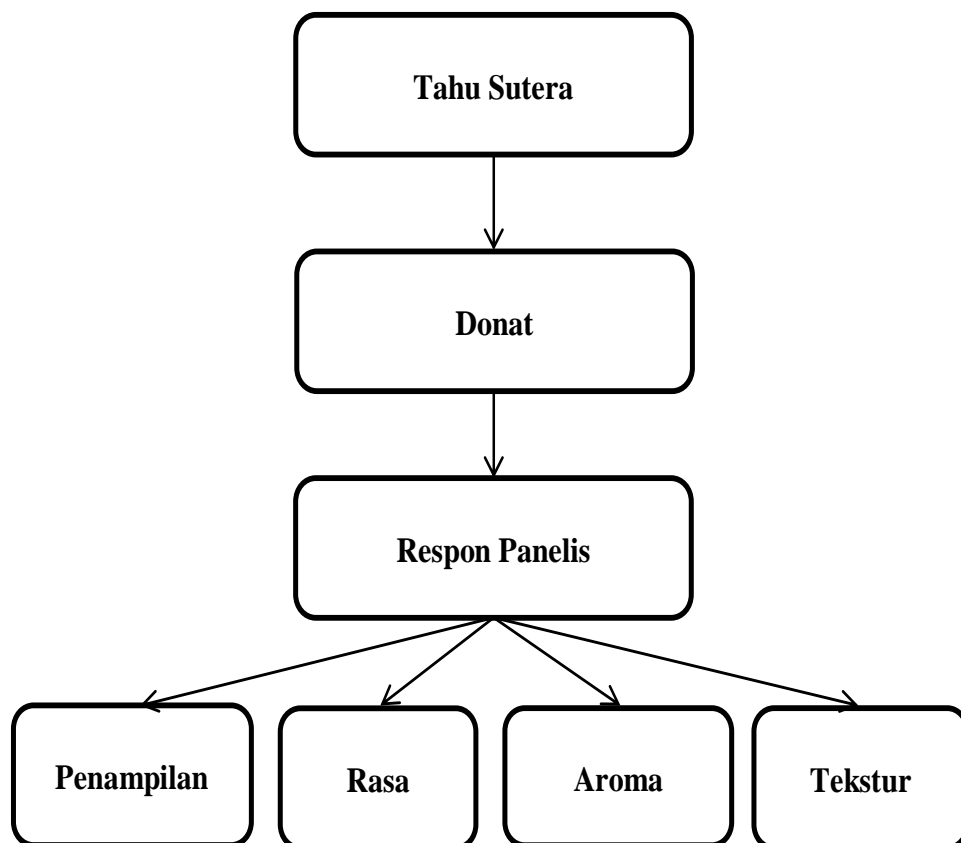 Tahu Sutera
Donat
Respon Panelis
Penampilan
Rasa
Aroma
Tekstur